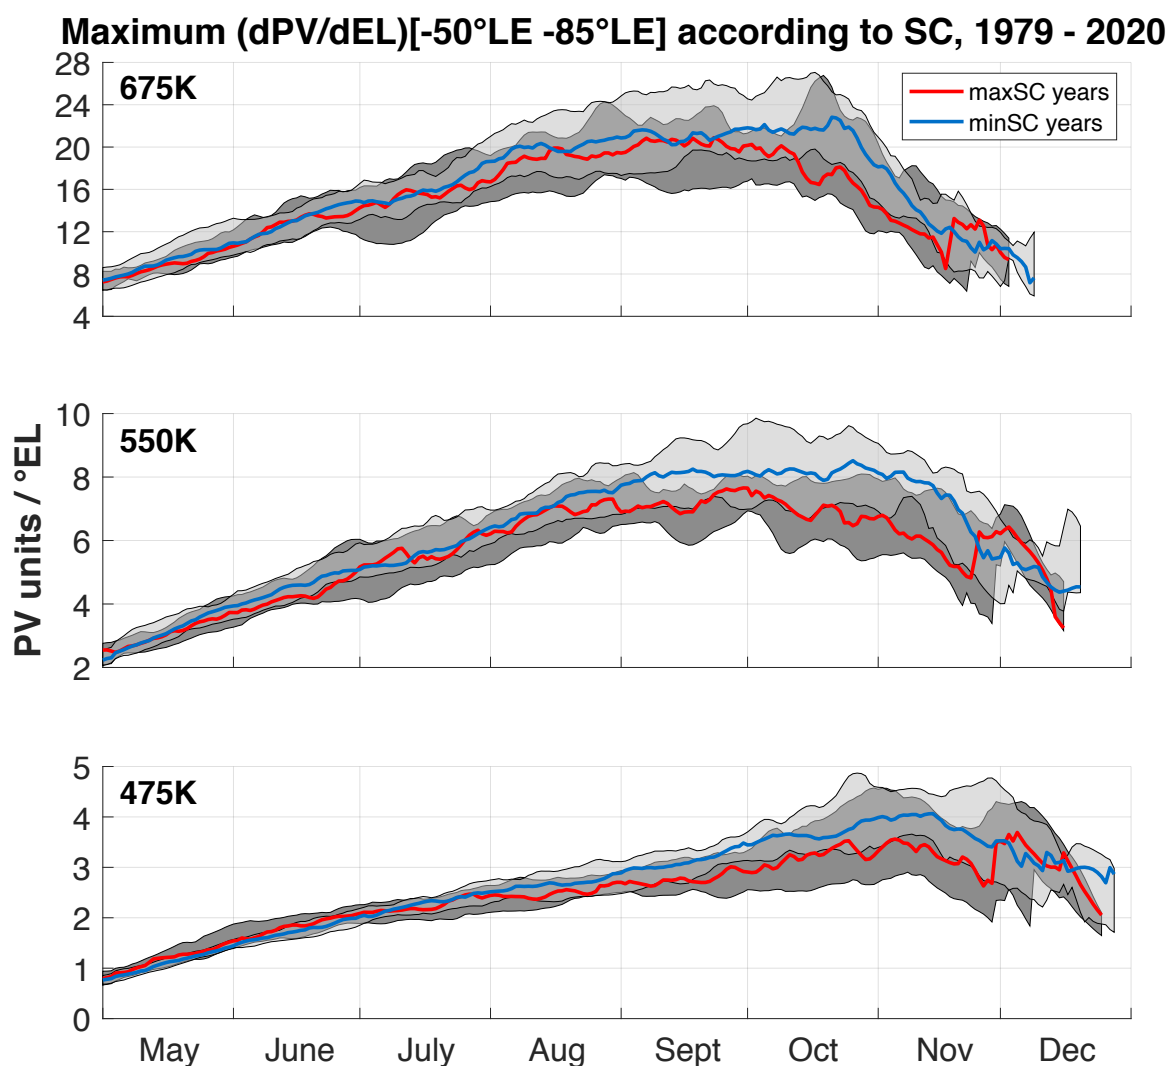 Maximum (dPV/dEL)[-50°LE -85°LE] according to SC, 1979 - 2020
28
24
20
16
12
8
4
675K
maxSC years
minSC years
PV units / °EL
10
8
6
4
2
550K
5
4
3
2
1
0
475K
May June July Aug Sept Oct Nov Dec